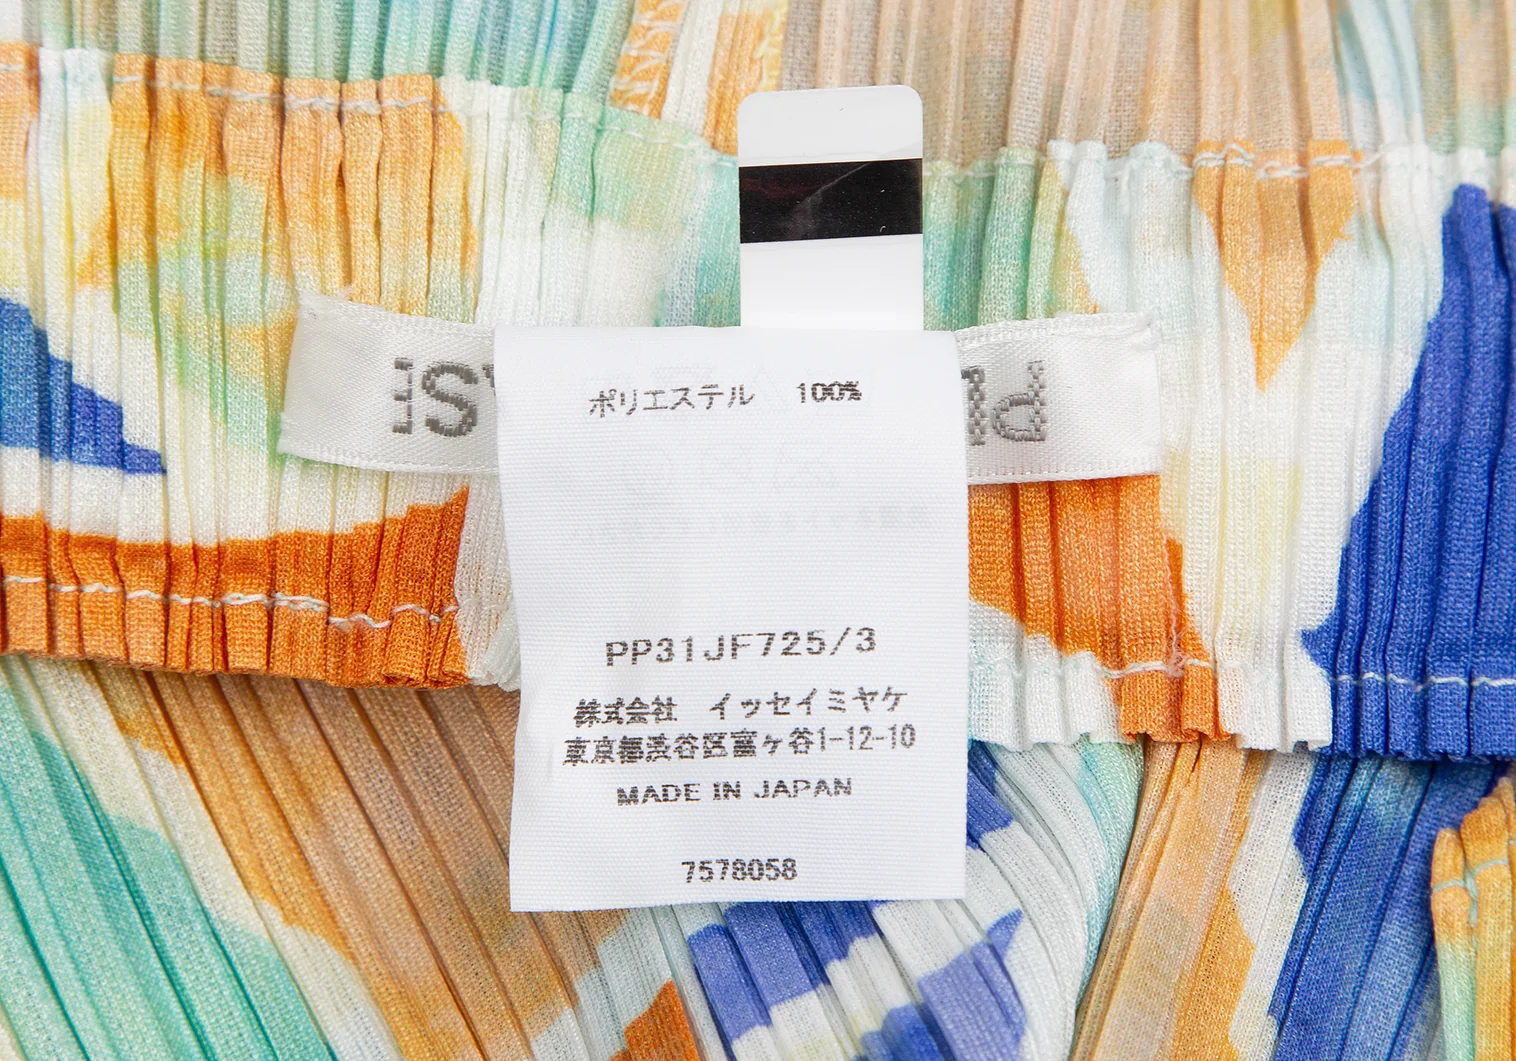 ポリエステル 100%
PP31JF725/3
株式会社 イッセイミヤケ
東京都渋谷区富ヶ谷1-12-10
MADE IN JAPAN
7578058